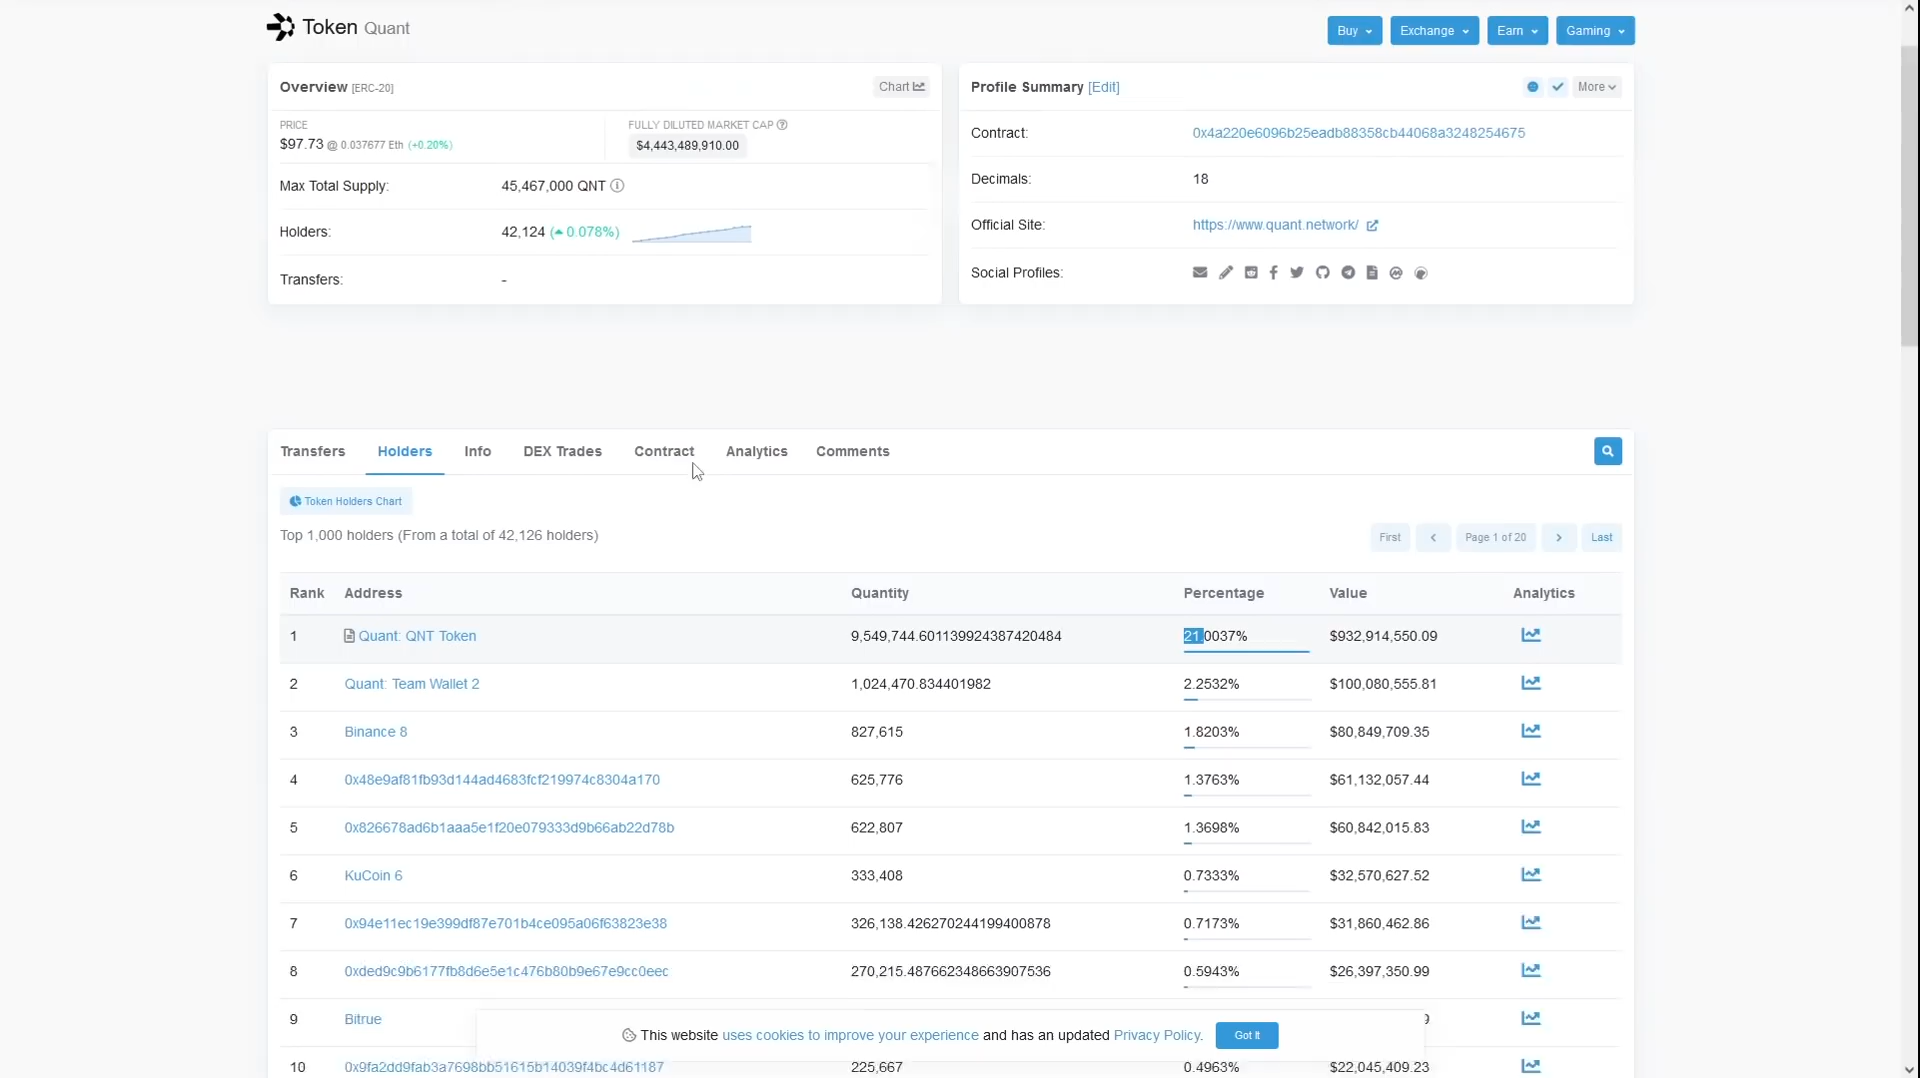 Token Quant
Buy
Exchange
Earn
Gaming
Overview [ERC-20]
Chart
PRICE
$97.73 @ 0.037677 Eth (+0.20%)
FULLY DILUTED MARKET CAP
$4,443,489,910.00
Max Total Supply: 45,467,000 QNT
Holders: 42,124 (0.078%)
Transfers: -
Profile Summary [Edit]
More
Contract: 0x4a220e6096b25eadb88358cb44068a3248254675
Decimals: 18
Official Site: https://www.quant.network/
Social Profiles:
Transfers Holders Info DEX Trades Contract Analytics Comments
Token Holders Chart
Top 1,000 holders (From a total of 42,126 holders)
First Page 1 of 20 Last
Rank Address Quantity Percentage Value Analytics
1 Quant: QNT Token 9,549,744.601139924387420484 21.0037% $932,914,550.09
2 Quant: Team Wallet 2 1,024,470.834401982 2.2532% $100,080,555.81
3 Binance 8 827,615 1.8203% $80,849,709.35
4 0x48e9af81fb93d144ad4683fcf219974c8304a170 625,776 1.3763% $61,132,057.44
5 0x826678ad6b1aaa5e1f20e079333d9b66ab22d78b 622,807 1.3698% $60,842,015.83
6 KuCoin 6 333,408 0.7333% $32,570,627.52
7 0x94e11ec19e399df87e701b4ce095a06f63823e38 326,138.426270244199400878 0.7173% $31,860,462.86
8 0xded9c9b6177fb8d6e5e1c476b80b9e67e9cc0eec 270,215.487662348663907536 0.5943% $26,397,350.99
9 Bitrue 9
This website uses cookies to improve your experience and has an updated Privacy Policy. Got It
10 0x9fa2dd9fab3a7698bb51615b14039f4bc4d61187 225,667 0.4963% $22,045,409.23